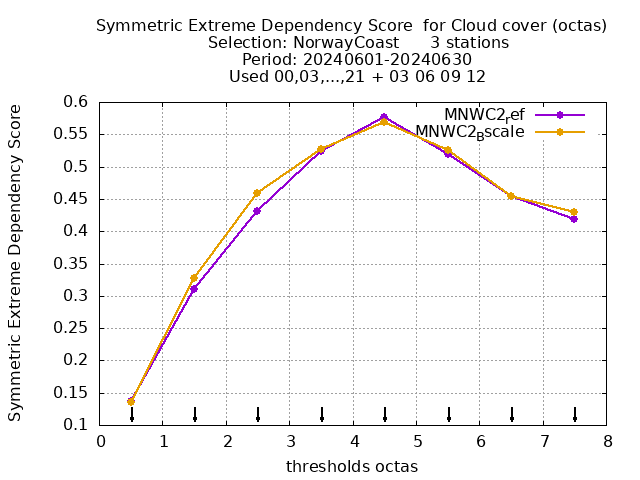 Symmetric Extreme Dependency Score  for Cloud cover (octas)
Selection: NorwayCoast      3 stations
Period: 20240601-20240630
Used 00,03,...,21 + 03 06 09 12
Symmetric Extreme Dependency Score
0.6
0.55
0.5
0.45
0.4
0.35
0.3
0.25
0.2
0.15
0.1
MNWC2ref
MNWC2Bscale
0 1 2 3 4 5 6 7 8
thresholds octas